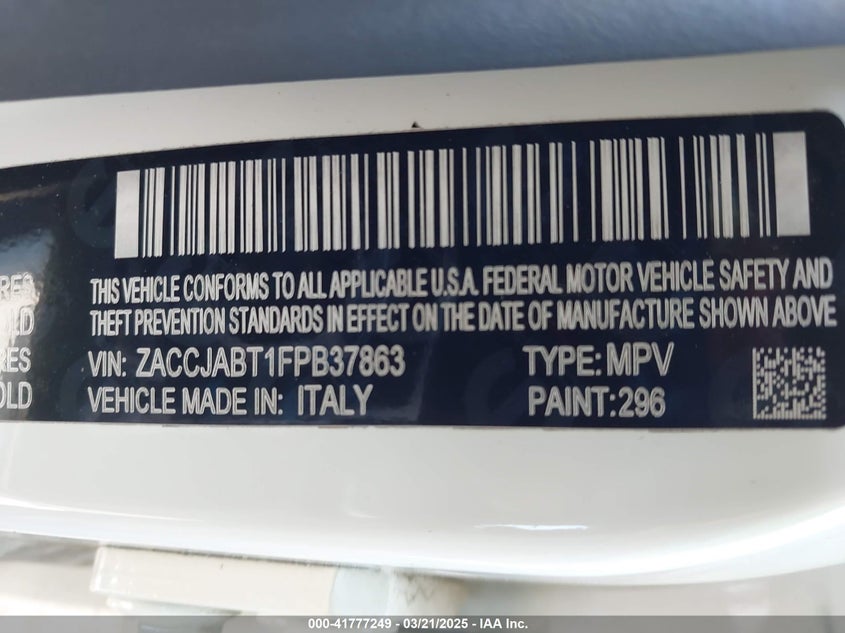 THIS VEHICLE CONFORMS TO ALL APPLICABLE U.S.A. FEDERAL MOTOR VEHICLE SAFETY AND
THEFT PREVENTION STANDARDS IN EFFECT ON THE DATE OF MANUFACTURE SHOWN ABOVE
VIN: ZACCJABT1FPB37863 TYPE: MPV
VEHICLE MADE IN: ITALY PAINT:296
000-41777249 - 03/21/2025 - IAA Inc.